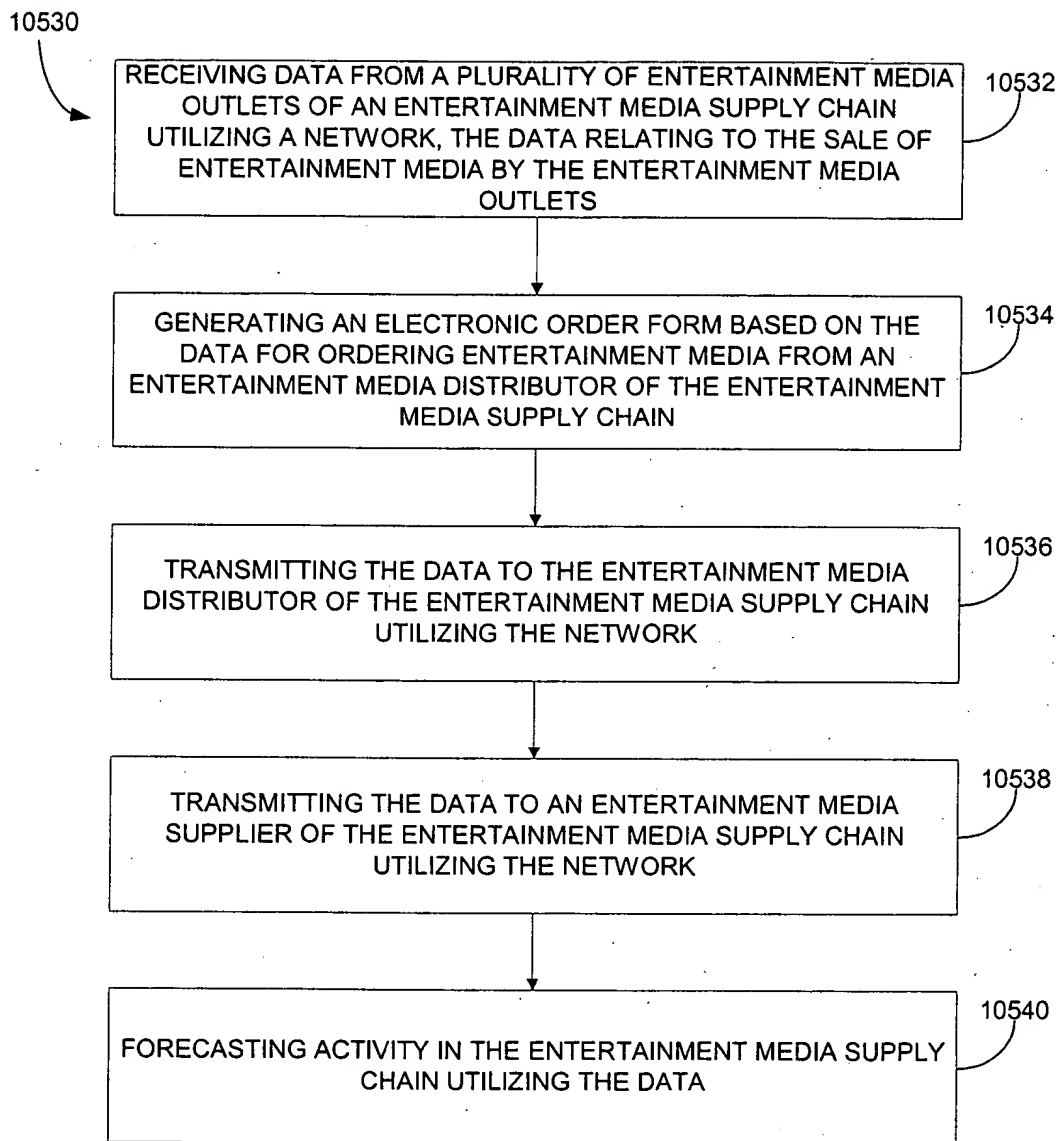 10530
RECEIVING DATA FROM A PLURALITY OF ENTERTAINMENT MEDIA
OUTLETS OF AN ENTERTAINMENT MEDIA SUPPLY CHAIN
UTILIZING A NETWORK, THE DATA RELATING TO THE SALE OF
ENTERTAINMENT MEDIA BY THE ENTERTAINMENT MEDIA
OUTLETS
10532
GENERATING AN ELECTRONIC ORDER FORM BASED ON THE
DATA FOR ORDERING ENTERTAINMENT MEDIA FROM AN
ENTERTAINMENT MEDIA DISTRIBUTOR OF THE ENTERTAINMENT
MEDIA SUPPLY CHAIN
10534
TRANSMITTING THE DATA TO THE ENTERTAINMENT MEDIA
DISTRIBUTOR OF THE ENTERTAINMENT MEDIA SUPPLY CHAIN
UTILIZING THE NETWORK
10536
TRANSMITTING THE DATA TO AN ENTERTAINMENT MEDIA
SUPPLIER OF THE ENTERTAINMENT MEDIA SUPPLY CHAIN
UTILIZING THE NETWORK
10538
FORECASTING ACTIVITY IN THE ENTERTAINMENT MEDIA SUPPLY
CHAIN UTILIZING THE DATA
10540